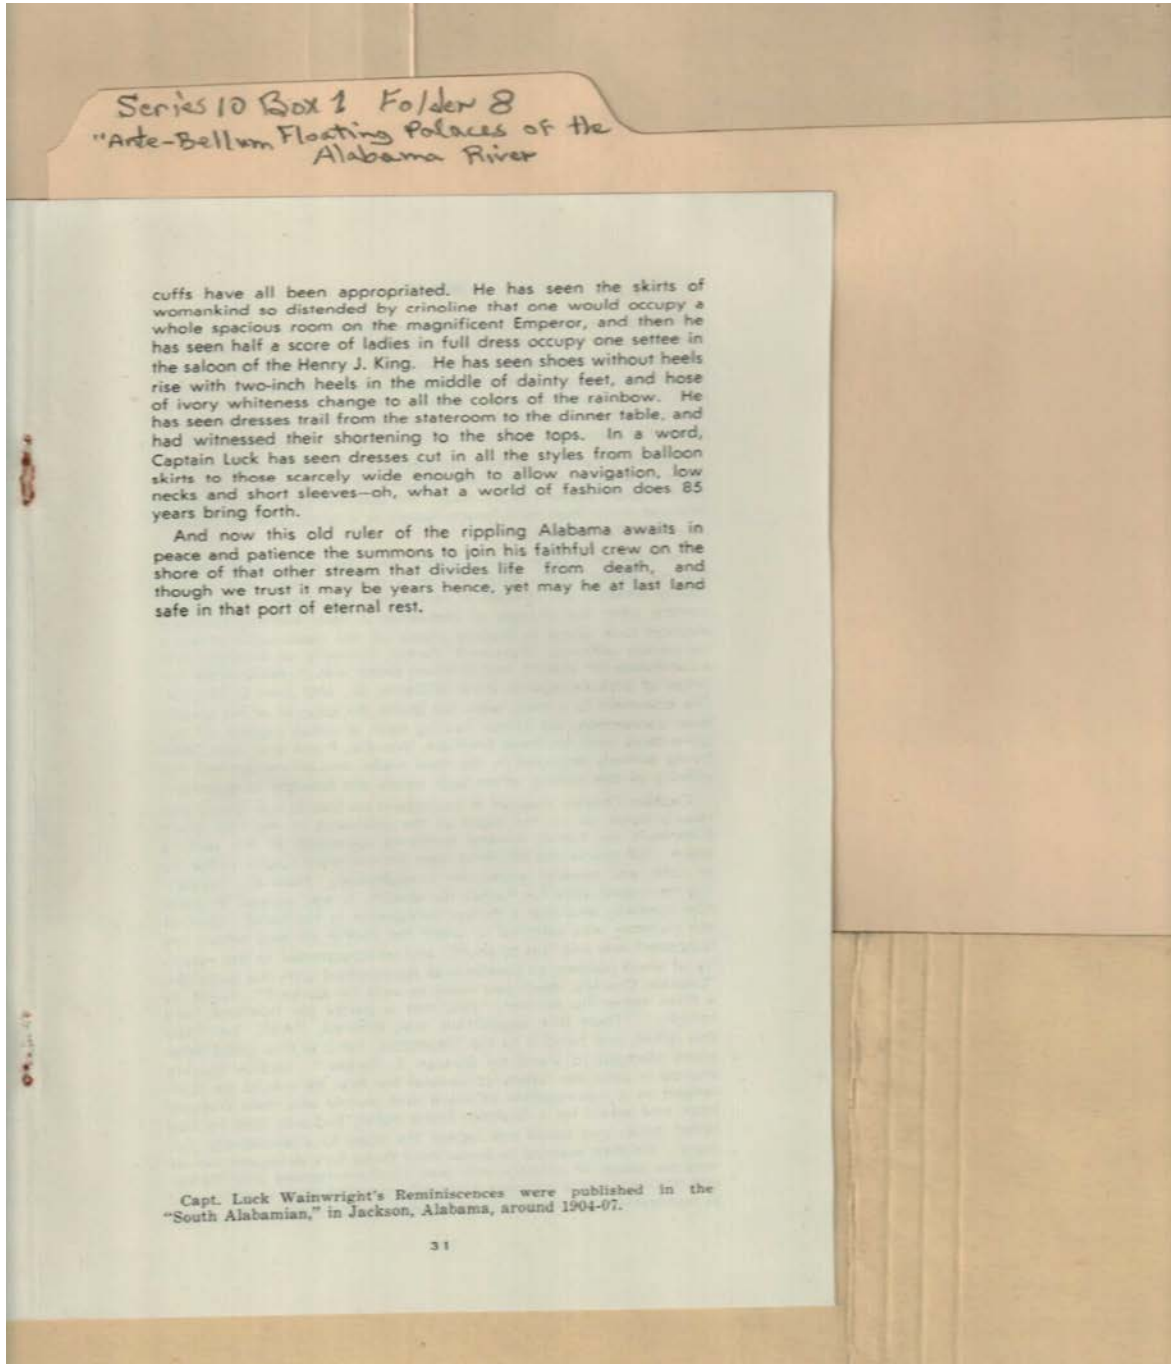 Series 10 Box 1 Folder 8
"Ante-Bellum Floating Palaces of the
Alabama River
cuffs have all been appropriated. He has seen the skirts of
womankind so distended by crinoline that one would occupy a
whole spacious room on the magnificent Emperor, and then he
has seen half a score of ladies in full dress occupy one settee in
the saloon of the Henry J. King. He has seen shoes without heels
rise with two-inch heels in the middle of dainty feet, and hose
of ivory whiteness change to all the colors of the rainbow. He
has seen dresses trail from the stateroom to the dinner table, and
had witnessed their shortening to the shoe tops. In a word,
Captain Luck has seen dresses cut in all the styles from balloon
skirts to those scarcely wide enough to allow navigation, low
necks and short sleeves—oh, what a world of fashion does 85
years bring forth.
And now this old ruler of the rippling Alabama awaits in
peace and patience the summons to join his faithful crew on the
shore of that other stream that divides life from death, and
though we trust it may be years hence, yet may he at last land
safe in that port of eternal rest.
Capt. Luck Wainwright's Reminiscences were published in the
"South Alabamian," in Jackson, Alabama, around 1904-07.
31